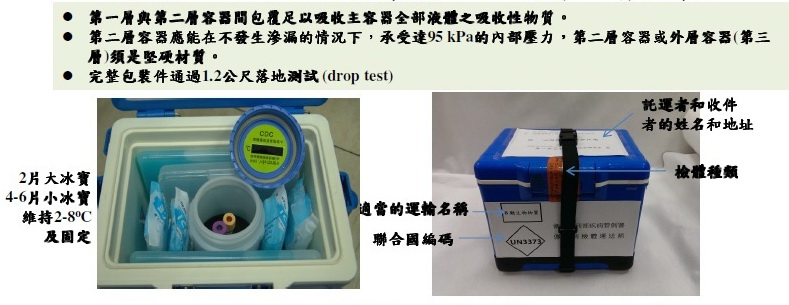 ● 第一層與第二層容器間包覆足以吸收主容器全部液體之吸收性物質。
● 第二層容器應能在不發生滲漏的情況下，承受達95 kPa的內部壓力，第二層容器或外層容器(第三
層)須是堅硬材質。
● 完整包裝件通過1.2公尺落地測試(drop test)
CDC
℃
2片大冰寶
4-6片小冰寶
維持2-8⁰C
及固定
託運者和收件
者的姓名和地址
檢體種類
適當的運輸名稱
聯合國編碼
UN3373